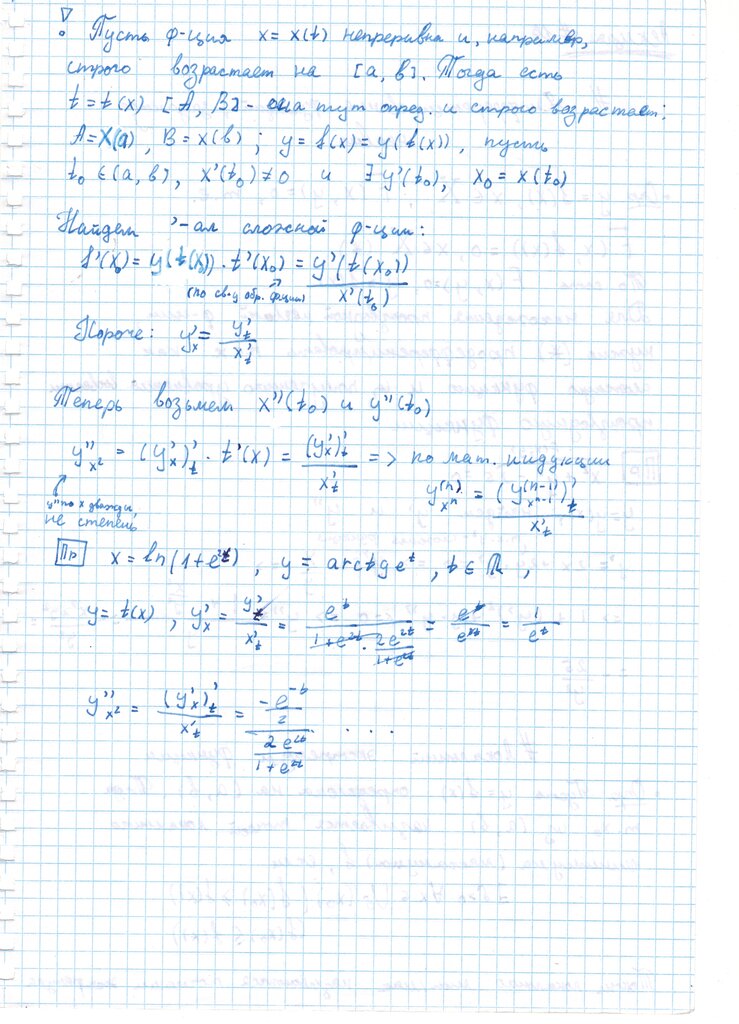 ! Пусть ф-ция x = x(t) непрерывна и, например,
строго возрастает на [a, b]. Тогда есть
t = t(x) [A, B] - она тут опред. и строго возрастает:
A = X(a), B = X(b); y = f(x) = y(t(x)), пусть
t₀ ∈ (a, b), x'(t₀) ≠ 0 и ∃ y'(t₀), x₀ = x(t₀)
Найдем '-ал сложной ф-ции:
f'(x₀) = y(t(x₀)) · t'(x₀) = y'(t(x₀)) / x'(t₀)
(по св-у обр. ф-ции)
Короче: y'ₓ = y'ₜ / x'ₜ
Теперь возьмем x''(t₀) и y''(t₀)
y''ₓ² = (y'ₓ)'ₜ · t'(x) = (y'ₓ)'ₜ / x'ₜ => по мат. индукции
y⁽ⁿ⁾ₓⁿ = (y⁽ⁿ⁻¹⁾ₓⁿ⁻¹)'ₜ / x'ₜ
y'' по x дважды,
не степень
Пр x = ln(1+e²ᵗ), y = arctg eᵗ, t ∈ ℝ,
y = t(x), y'ₓ = y'ₜ / x'ₜ = eᵗ / (1+e²ᵗ · 2e²ᵗ / 1+e²ᵗ) = eᵗ / e²ᵗ = 1 / eᵗ
y''ₓ² = (y'ₓ)'ₜ / x'ₜ = (-e⁻ᵗ / 2) / (2e²ᵗ / 1+e²ᵗ) . . . .